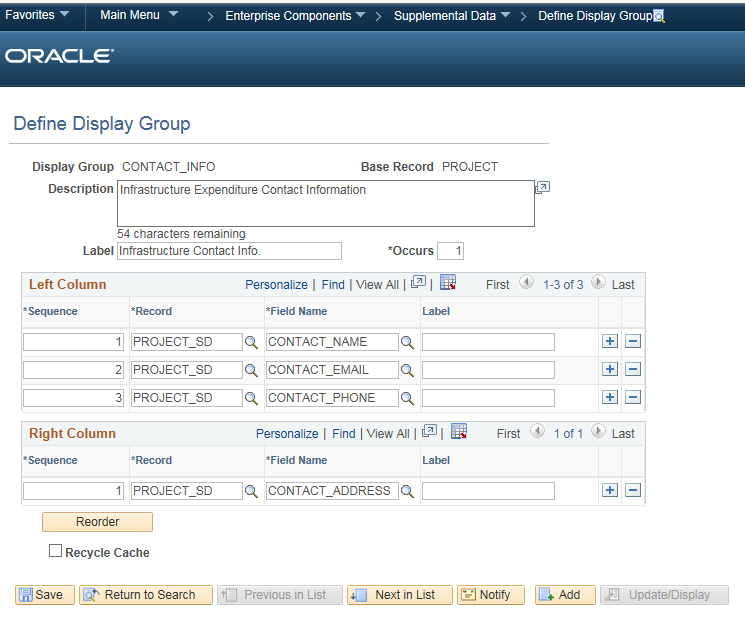 Favorites Main Menu > Enterprise Components > Supplemental Data > Define Display Group
ORACLE
Define Display Group
Display Group CONTACT_INFO Base Record PROJECT
Description Infrastructure Expenditure Contact Information
54 characters remaining
Label Infrastructure Contact Info. *Occurs 1
Left Column Personalize | Find | View All | | First 1-3 of 3 Last
*Sequence *Record *Field Name Label
1 PROJECT_SD CONTACT_NAME
2 PROJECT_SD CONTACT_EMAIL
3 PROJECT_SD CONTACT_PHONE
Right Column Personalize | Find | View All | | First 1 of 1 Last
*Sequence *Record *Field Name Label
1 PROJECT_SD CONTACT_ADDRESS
Reorder
Recycle Cache
Save Return to Search Previous in List Next in List Notify Add Update/Display